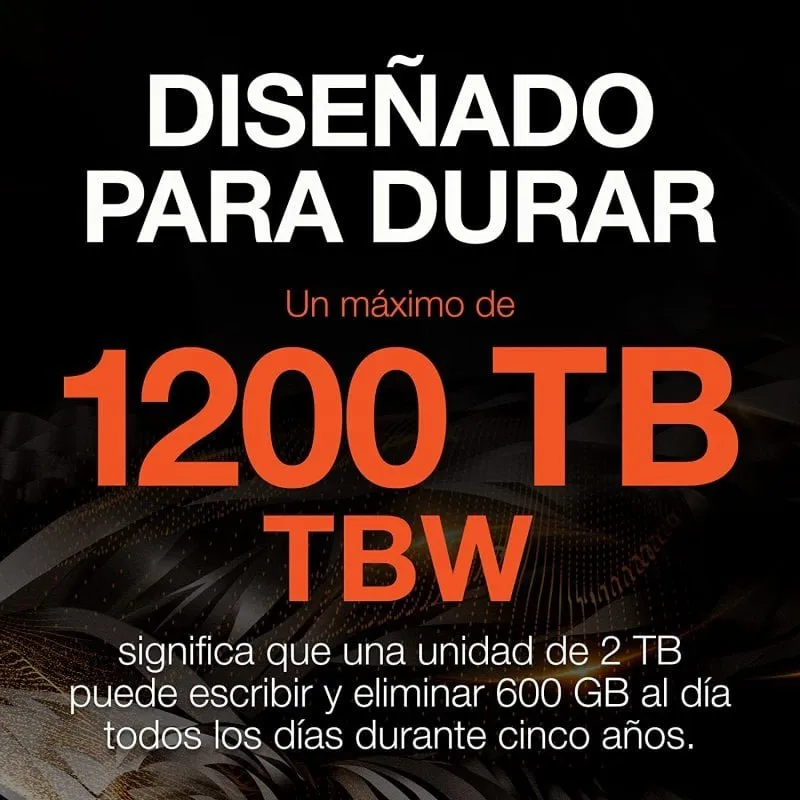 DISEÑADO
PARA DURAR
Un máximo de
1200 TB
TBW
significa que una unidad de 2 TB
puede escribir y eliminar 600 GB al día
todos los días durante cinco años.